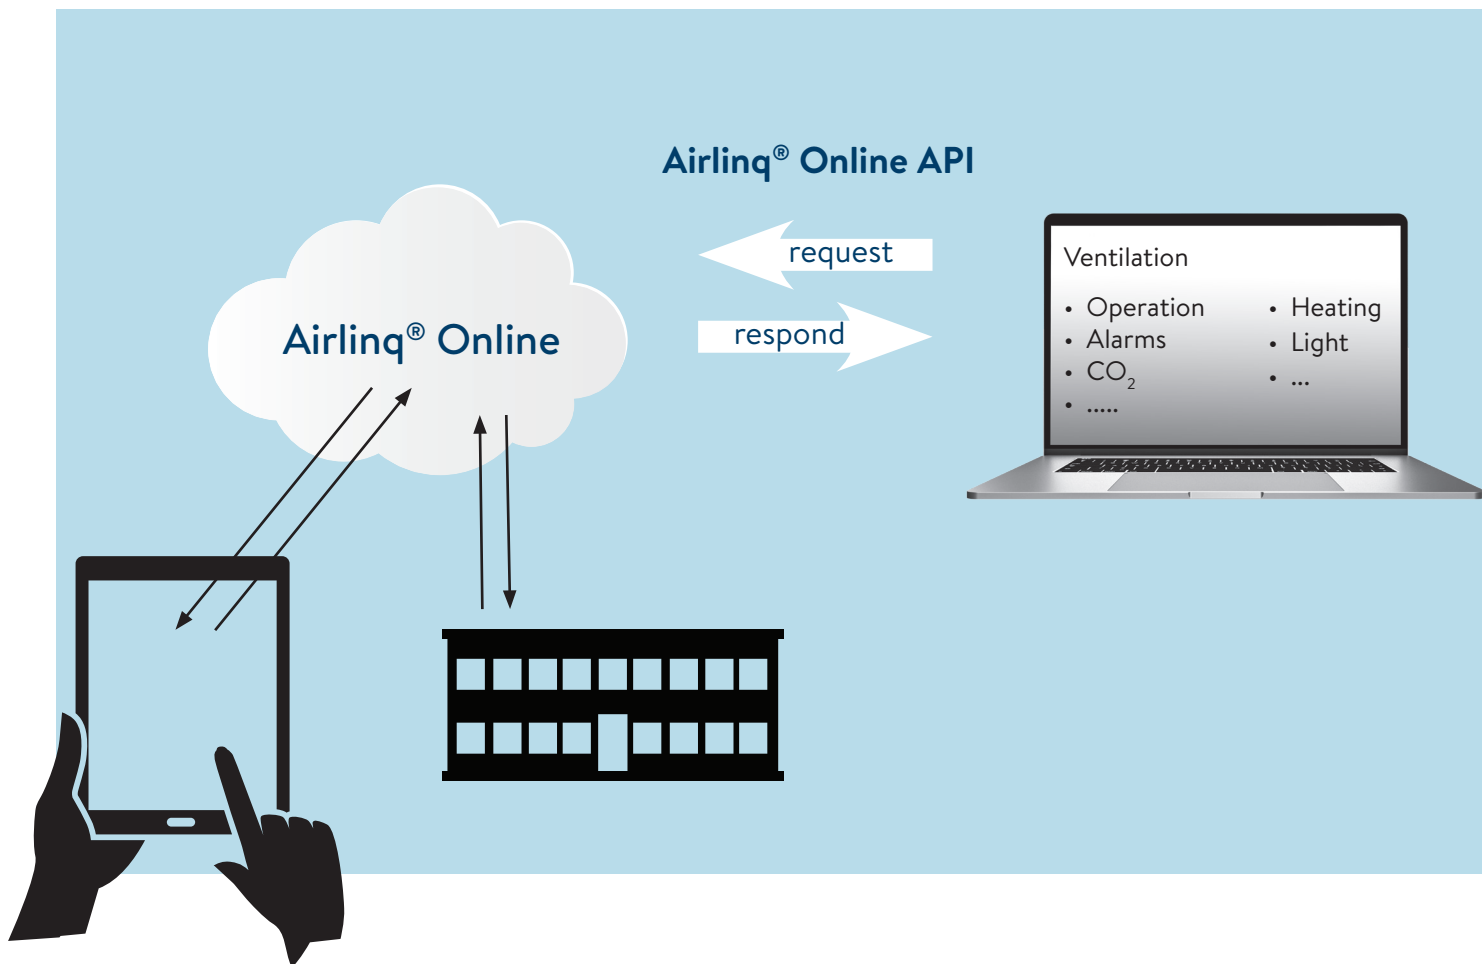 Airlinq® Online API
request
respond
Airlinq® Online
Ventilation
• Operation
• Alarms
• CO₂
• .....
• Heating
• Light
• ...